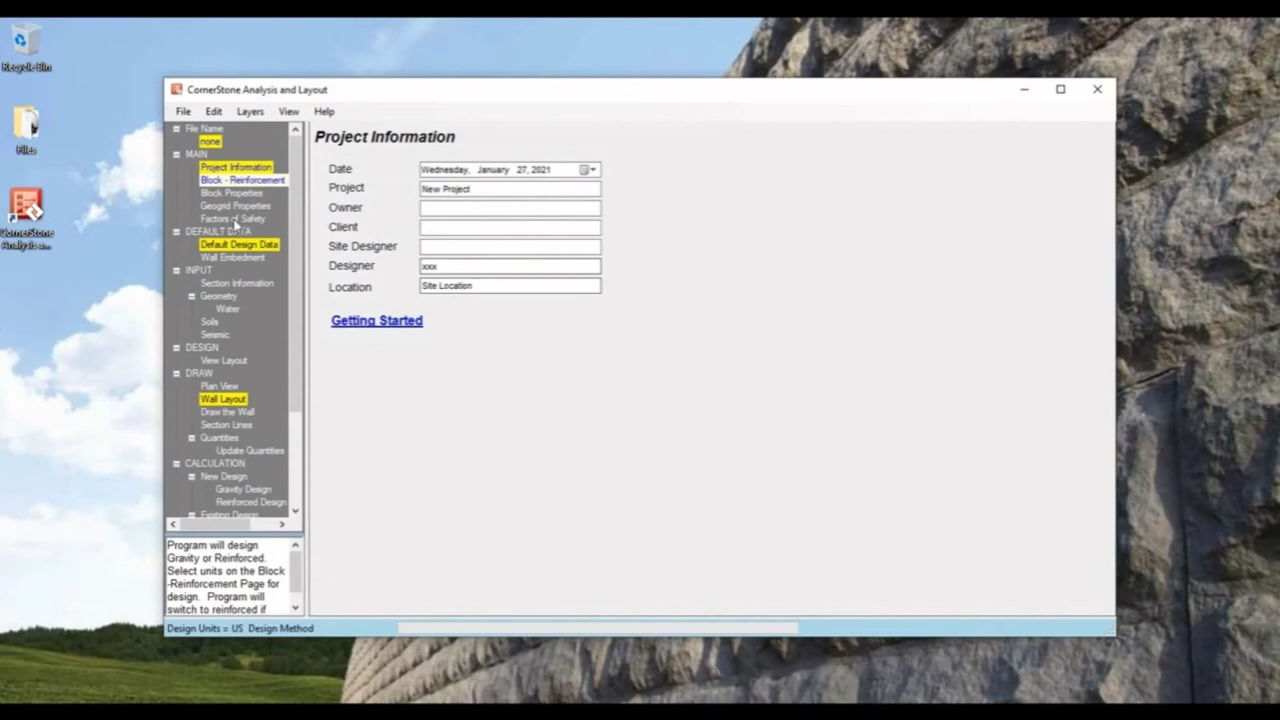 Recycle Bin
Files
CornerStone
Analysis a...
CornerStone Analysis and Layout
File Edit Layers View Help
File Name
none
MAIN
Project Information
Block - Reinforcement
Block Properties
Geogrid Properties
Factors of Safety
DEFAULT DATA
Default Design Data
Wall Embedment
INPUT
Section Information
Geometry
Water
Soils
Seismic
DESIGN
View Layout
DRAW
Plan View
Wall Layout
Draw the Wall
Section Lines
Quantities
Update Quantities
CALCULATION
New Design
Gravity Design
Reinforced Design
Existing Design
Program will design
Gravity or Reinforced.
Select units on the Block
-Reinforcement Page for
design. Program will
switch to reinforced if
Project Information
Date Wednesday, January 27, 2021
Project New Project
Owner
Client
Site Designer
Designer xxx
Location Site Location
Getting Started
Design Units = US Design Method